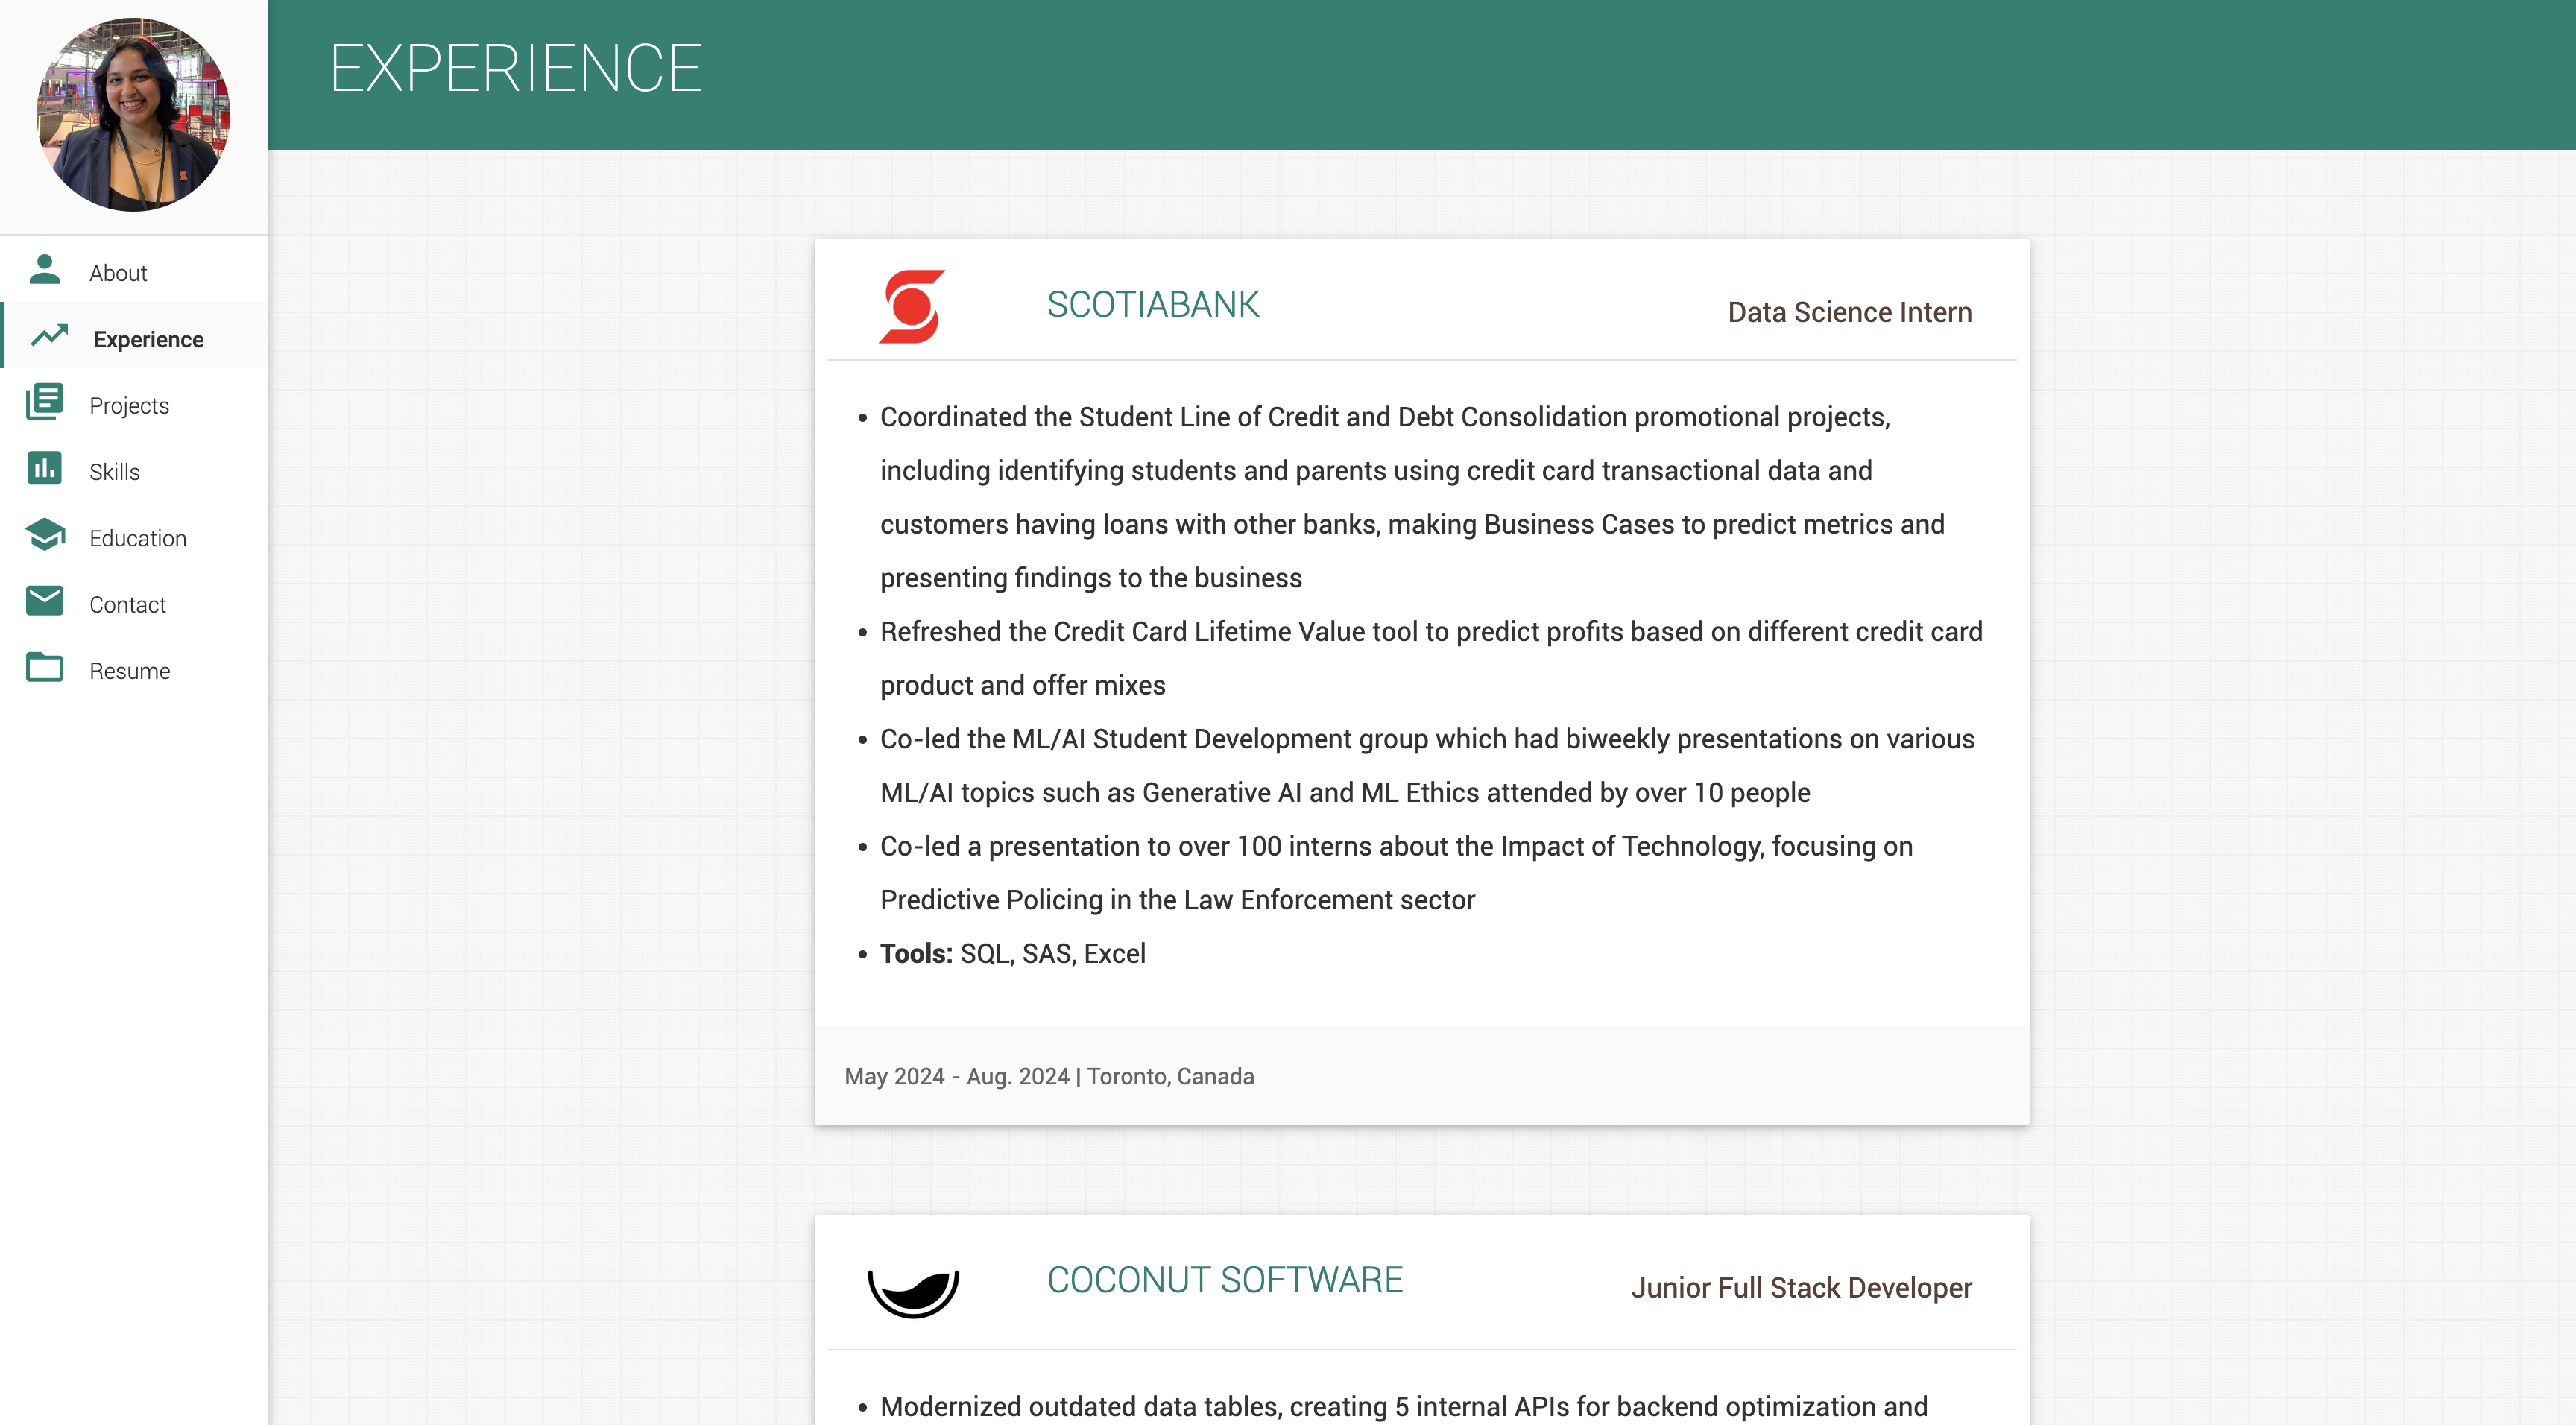 EXPERIENCE
About
Experience
Projects
Skills
Education
Contact
Resume
SCOTIABANK
Data Science Intern
• Coordinated the Student Line of Credit and Debt Consolidation promotional projects,
including identifying students and parents using credit card transactional data and
customers having loans with other banks, making Business Cases to predict metrics and
presenting findings to the business
• Refreshed the Credit Card Lifetime Value tool to predict profits based on different credit card
product and offer mixes
• Co-led the ML/AI Student Development group which had biweekly presentations on various
ML/AI topics such as Generative AI and ML Ethics attended by over 10 people
• Co-led a presentation to over 100 interns about the Impact of Technology, focusing on
Predictive Policing in the Law Enforcement sector
• Tools: SQL, SAS, Excel
May 2024 - Aug. 2024 | Toronto, Canada
COCONUT SOFTWARE
Junior Full Stack Developer
• Modernized outdated data tables, creating 5 internal APIs for backend optimization and